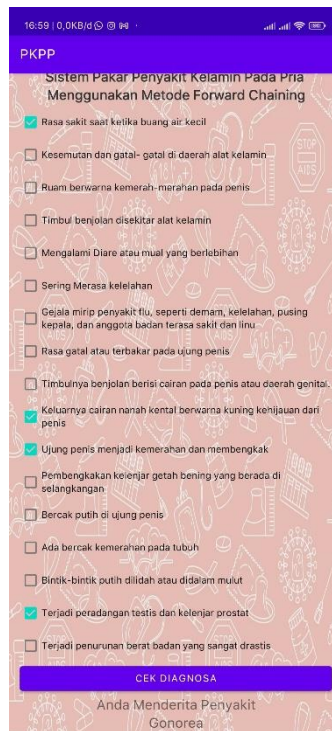 16:59 | 0,0KB/d
PKPP
Sistem Pakar Penyakit Kelamin Pada Pria
Menggunakan Metode Forward Chaining
Rasa sakit saat ketika buang air kecil
Kesemutan dan gatal- gatal di daerah alat kelamin
Ruam berwarna kemerah-merahan pada penis
Timbul benjolan disekitar alat kelamin
Mengalami Diare atau mual yang berlebihan
Sering Merasa kelelahan
Gejala mirip penyakit flu, seperti demam, kelelahan, pusing
kepala, dan anggota badan terasa sakit dan linu
Rasa gatal atau terbakar pada ujung penis
Timbulnya benjolan berisi cairan pada penis atau daerah genital.
Keluarnya cairan nanah kental berwarna kuning kehijauan dari
penis
Ujung penis menjadi kemerahan dan membengkak
Pembengkakan kelenjar getah bening yang berada di
selangkangan
Bercak putih di ujung penis
Ada bercak kemerahan pada tubuh
Bintik-bintik putih dilidah atau didalam mulut
Terjadi peradangan testis dan kelenjar prostat
Terjadi penurunan berat badan yang sangat drastis
CEK DIAGNOSA
Anda Menderita Penyakit
Gonorea